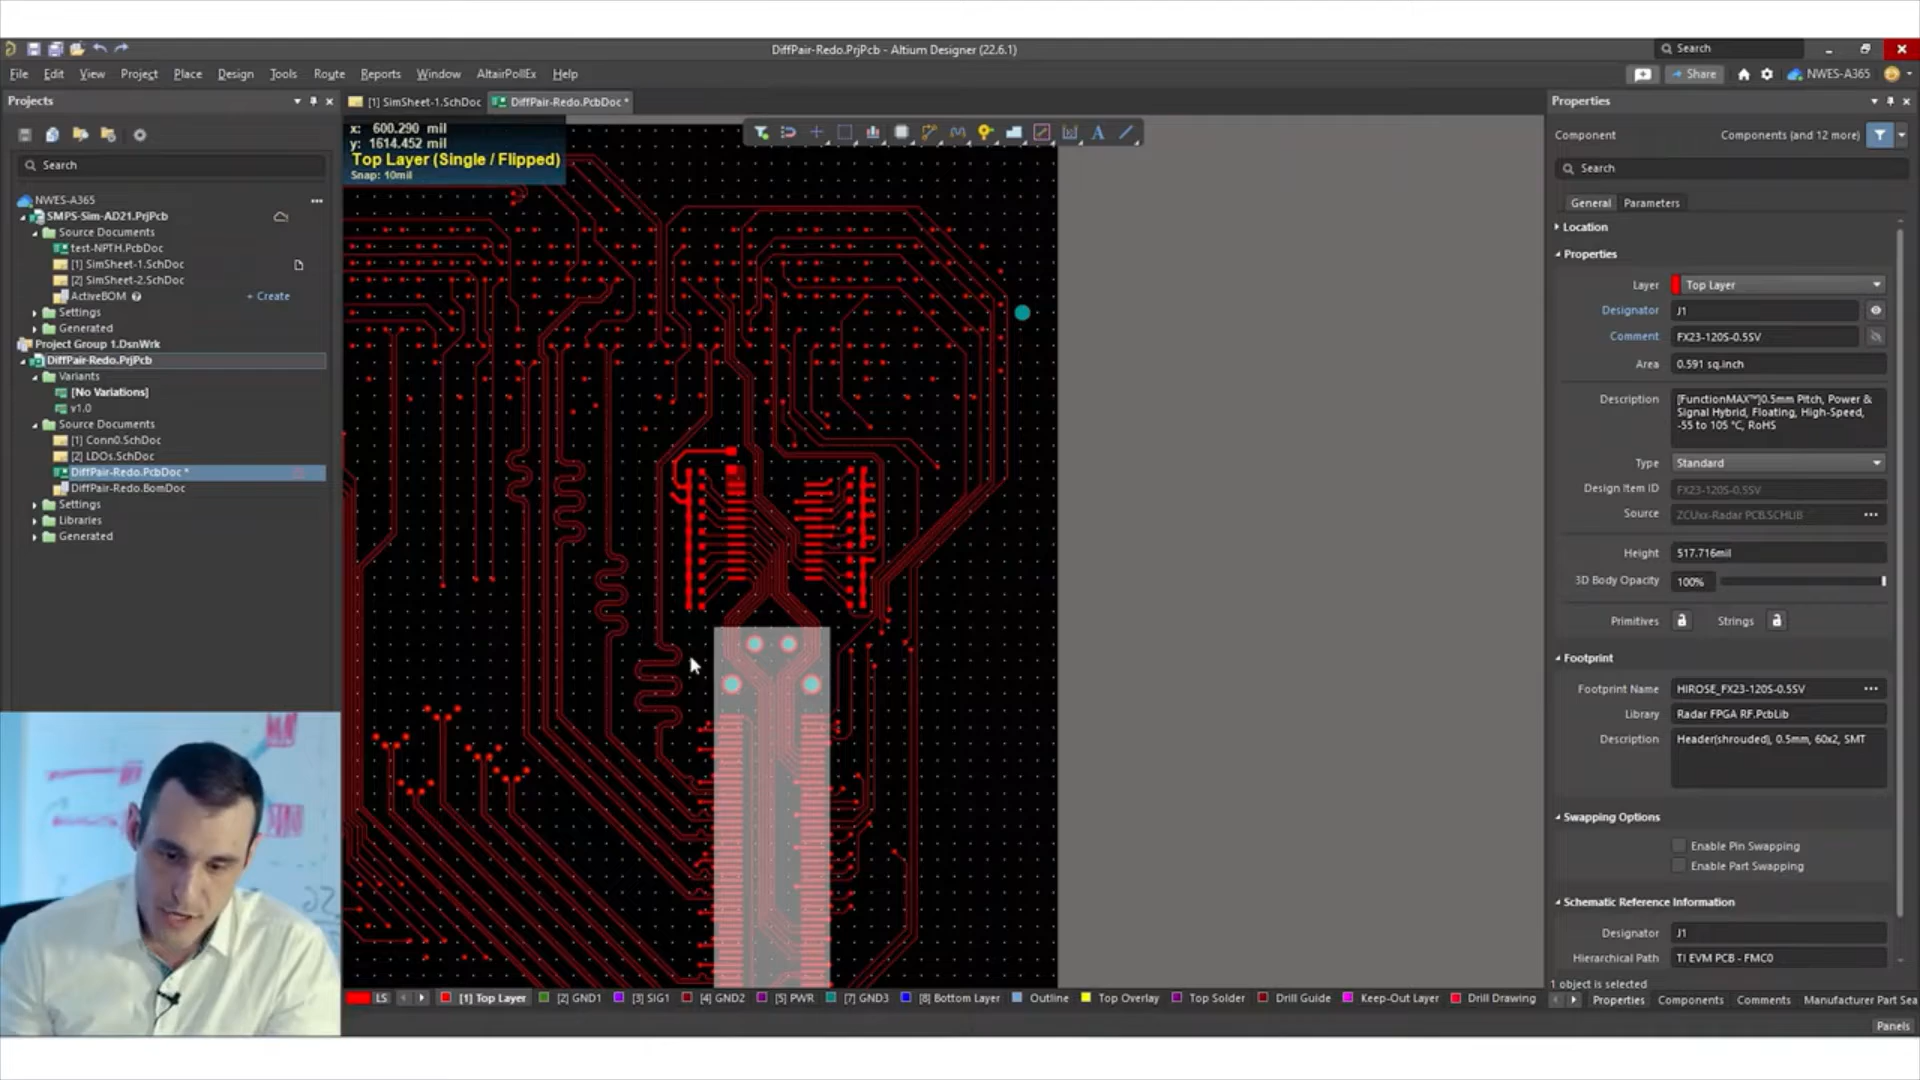 DiffPair-Redo.PrjPcb - Altium Designer (22.6.1)
Search
File Edit View Project Place Design Tools Route Reports Window AltairPollEx Help
Share
NWES-A365
Projects
[1] SimSheet-1.SchDoc
DiffPair-Redo.PcbDoc *
Search
NWES-A365
SMPS-Sim-AD21.PrjPcb
Source Documents
test-NPTH.PcbDoc
[1] SimSheet-1.SchDoc
[2] SimSheet-2.SchDoc
ActiveBOM
+ Create
Settings
Generated
Project Group 1.DsnWrk
DiffPair-Redo.PrjPcb
Variants
[No Variations]
v1.0
Source Documents
[1] Conn0.SchDoc
[2] LDOs.SchDoc
DiffPair-Redo.PcbDoc *
DiffPair-Redo.BomDoc
Settings
Libraries
Generated
x: 600.290 mil
y: 1614.452 mil
Top Layer (Single / Flipped)
Snap: 10mil
Properties
Component
Components (and 12 more)
Search
General
Parameters
Location
Properties
Layer
Top Layer
Designator
J1
Comment
FX23-120S-0.5SV
Area
0.591 sq.inch
Description
[FunctionMAX™]0.5mm Pitch, Power &
Signal Hybrid, Floating, High-Speed,
-55 to 105 °C, RoHS
Type
Standard
Design Item ID
FX23-120S-0.5SV
Source
ZCUxx-Radar PCB.SCHLIB
Height
517.716mil
3D Body Opacity
100%
Primitives
Strings
Footprint
Footprint Name
HIROSE_FX23-120S-0.5SV
Library
Radar FPGA RF.PcbLib
Description
Header(shrouded), 0.5mm, 60x2, SMT
Swapping Options
Enable Pin Swapping
Enable Part Swapping
Schematic Reference Information
Designator
J1
Hierarchical Path
TI EVM PCB - FMC0
1 object is selected
LS
[1] Top Layer
[2] GND1
[3] SIG1
[4] GND2
[5] PWR
[7] GND3
[8] Bottom Layer
Outline
Top Overlay
Top Solder
Drill Guide
Keep-Out Layer
Drill Drawing
Properties
Components
Comments
Manufacturer Part Sea
Panels